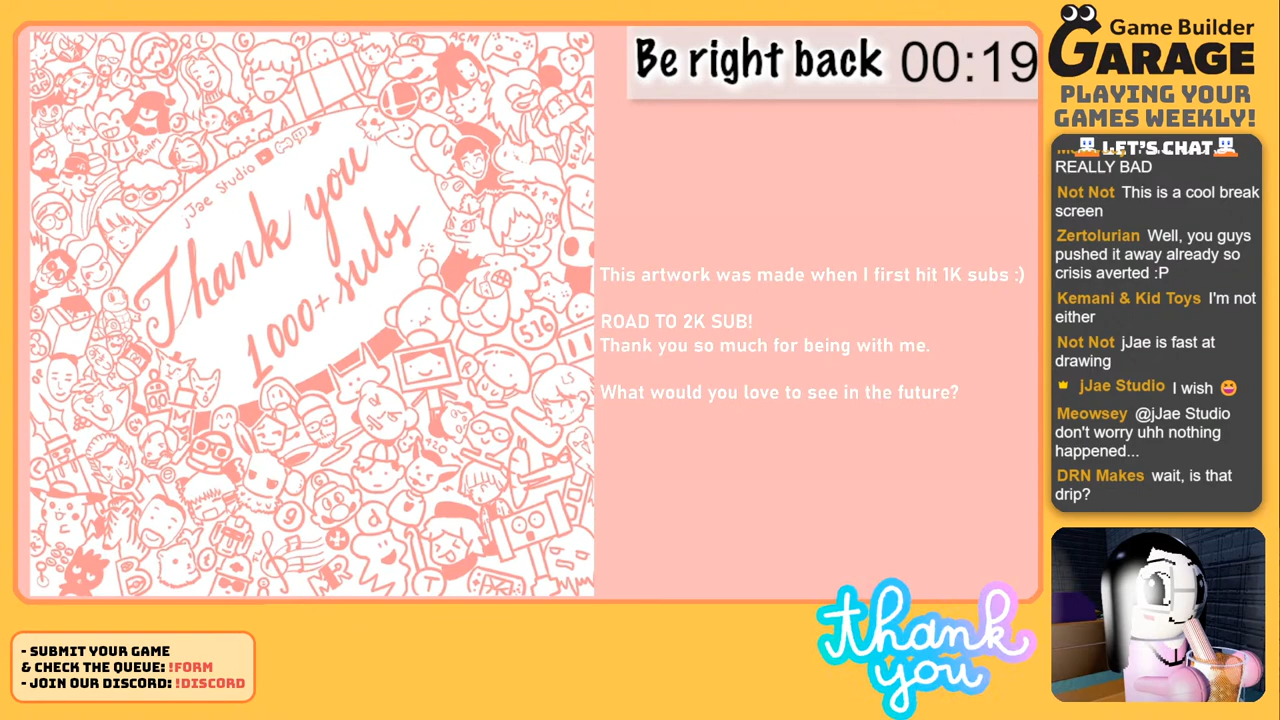 Be right back 00:19
jJae Studio
Thank you
1000+ subs
516
This artwork was made when I first hit 1K subs :)
ROAD TO 2K SUB!
Thank you so much for being with me.
What would you love to see in the future?
Game Builder
GARAGE
PLAYING YOUR
GAMES WEEKLY!
LET'S CHAT
REALLY BAD
Not Not This is a cool break
screen
Zertolurian Well, you guys
pushed it away already so
crisis averted :P
Kemani & Kid Toys I'm not
either
Not Not jJae is fast at
drawing
jJae Studio I wish
Meowsey @jJae Studio
don't worry uhh nothing
happened...
DRN Makes wait, is that
drip?
- SUBMIT YOUR GAME
& CHECK THE QUEUE: !FORM
- JOIN OUR DISCORD: !DISCORD
thank
you